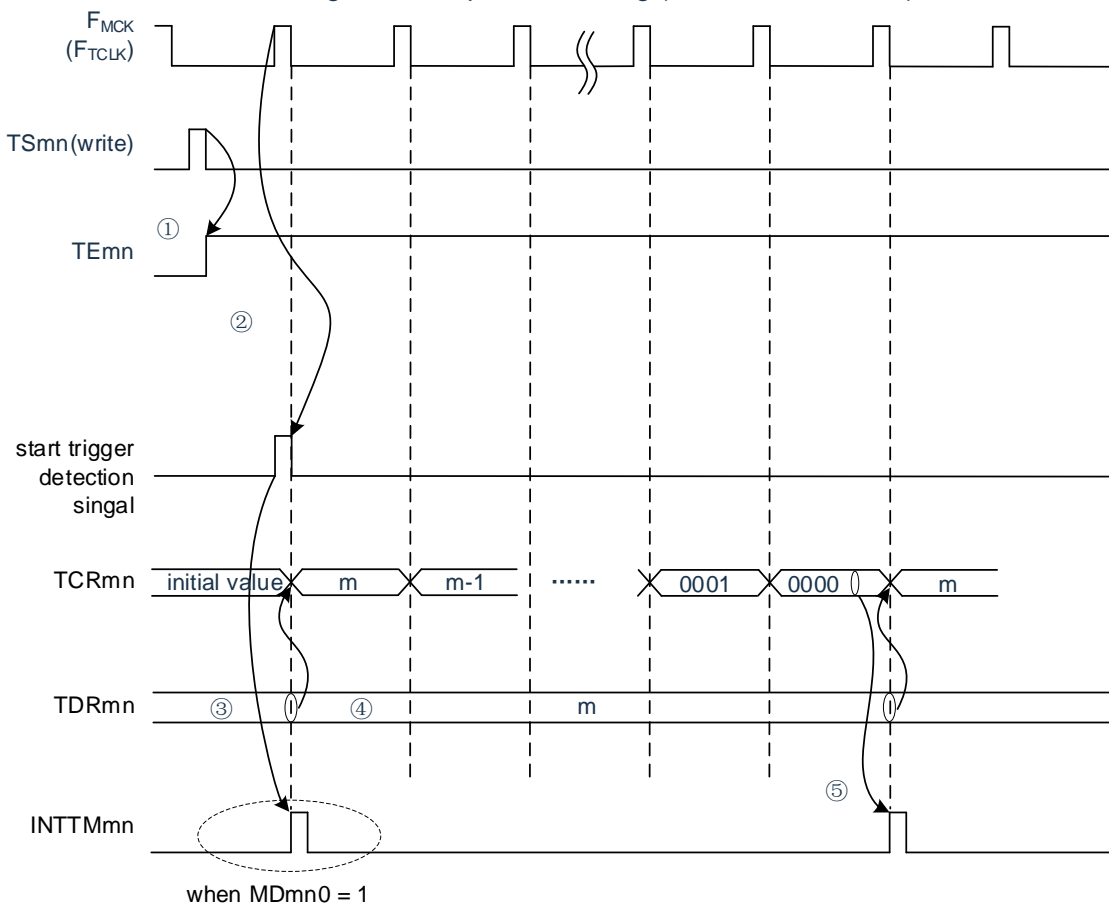 F_MCK
(F_TCLK)
TSmn(write)
①
TEmn
②
start trigger
detection
singal
TCRmn initial value m m-1 ...... 0001 0000 m
TDRmn ③ ④ m
⑤
INTTMmn
when MDmn0 = 1